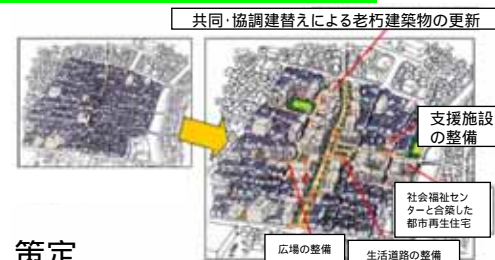 共同･協調建替えによる老朽建築物の更新
支援施設
の整備
社会福祉セン
ターと合築した
都市再生住宅
広場の整備
生活道路の整備
策定